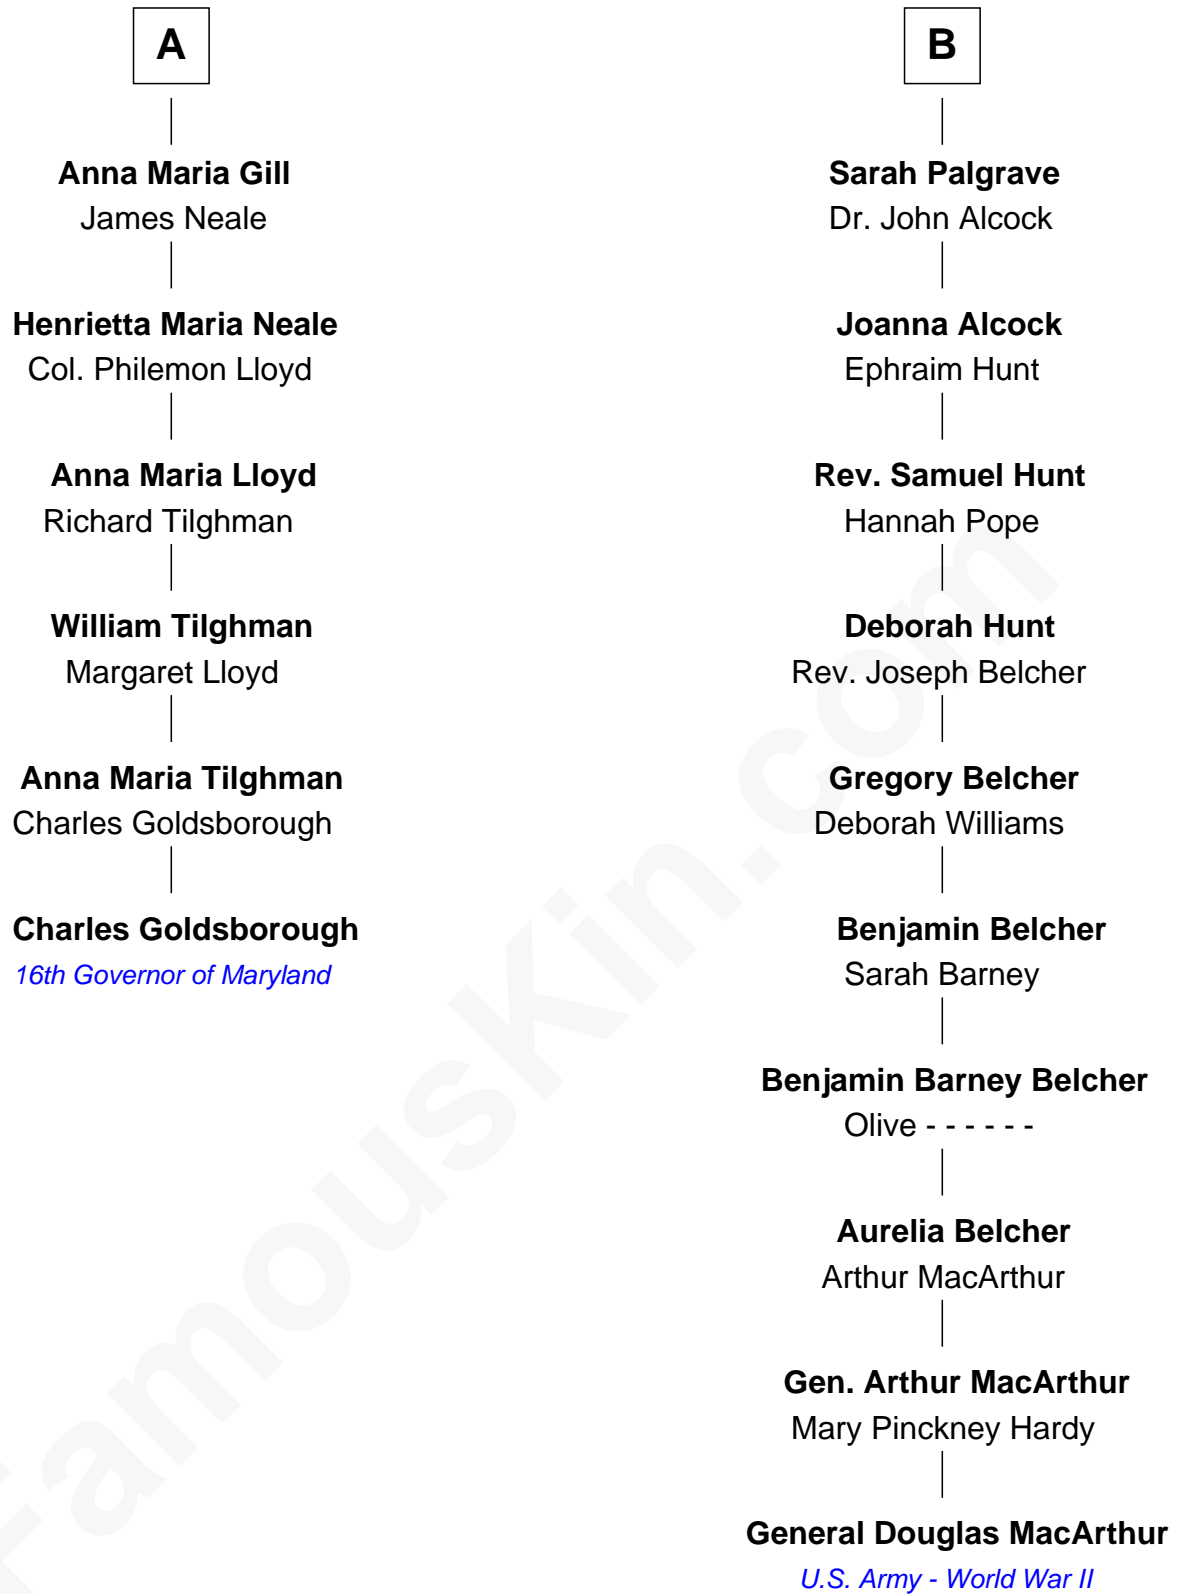 A
Anna Maria Gill
James Neale
Henrietta Maria Neale
Col. Philemon Lloyd
Anna Maria Lloyd
Richard Tilghman
William Tilghman
Margaret Lloyd
Anna Maria Tilghman
Charles Goldsborough
Charles Goldsborough
16th Governor of Maryland
B
Sarah Palgrave
Dr. John Alcock
Joanna Alcock
Ephraim Hunt
Rev. Samuel Hunt
Hannah Pope
Deborah Hunt
Rev. Joseph Belcher
Gregory Belcher
Deborah Williams
Benjamin Belcher
Sarah Barney
Benjamin Barney Belcher
Olive - - - - - -
Aurelia Belcher
Arthur MacArthur
Gen. Arthur MacArthur
Mary Pinckney Hardy
General Douglas MacArthur
U.S. Army - World War II
FamousKin.com